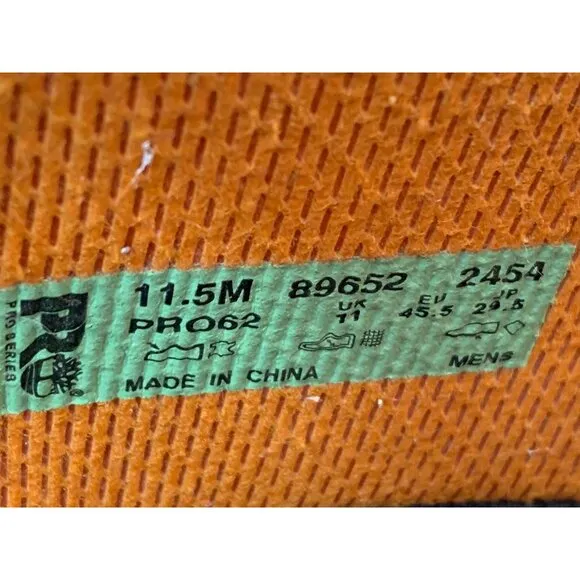 PRO SERIES
PRO
®
11.5M 89652 2454
PRO62 UK EU JP
11 45.5 29.5
MENS
MADE IN CHINA